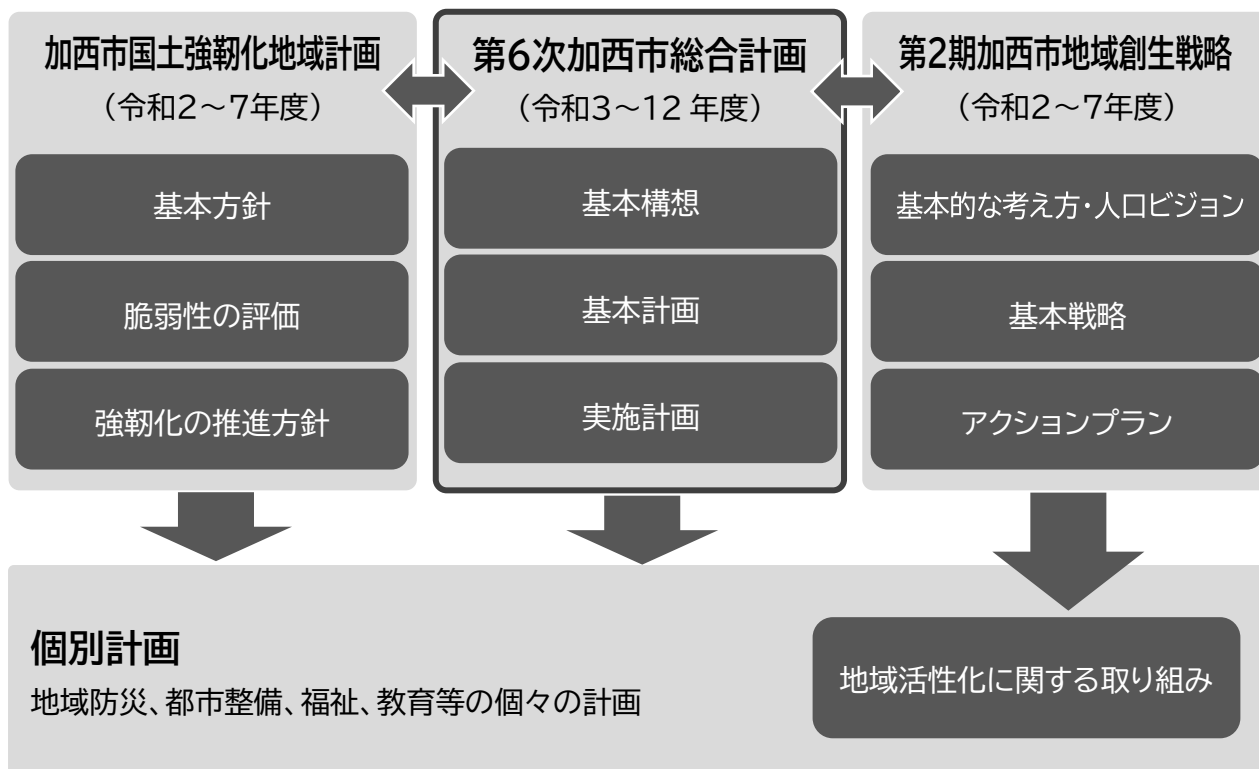 加西市国土強靭化地域計画
（令和2～7年度）
基本方針
脆弱性の評価
強靭化の推進方針
第6次加西市総合計画
（令和3～12 年度）
基本構想
基本計画
実施計画
第2期加西市地域創生戦略
（令和2～7年度）
基本的な考え方・人口ビジョン
基本戦略
アクションプラン
個別計画
地域防災、都市整備、福祉、教育等の個々の計画
地域活性化に関する取り組み